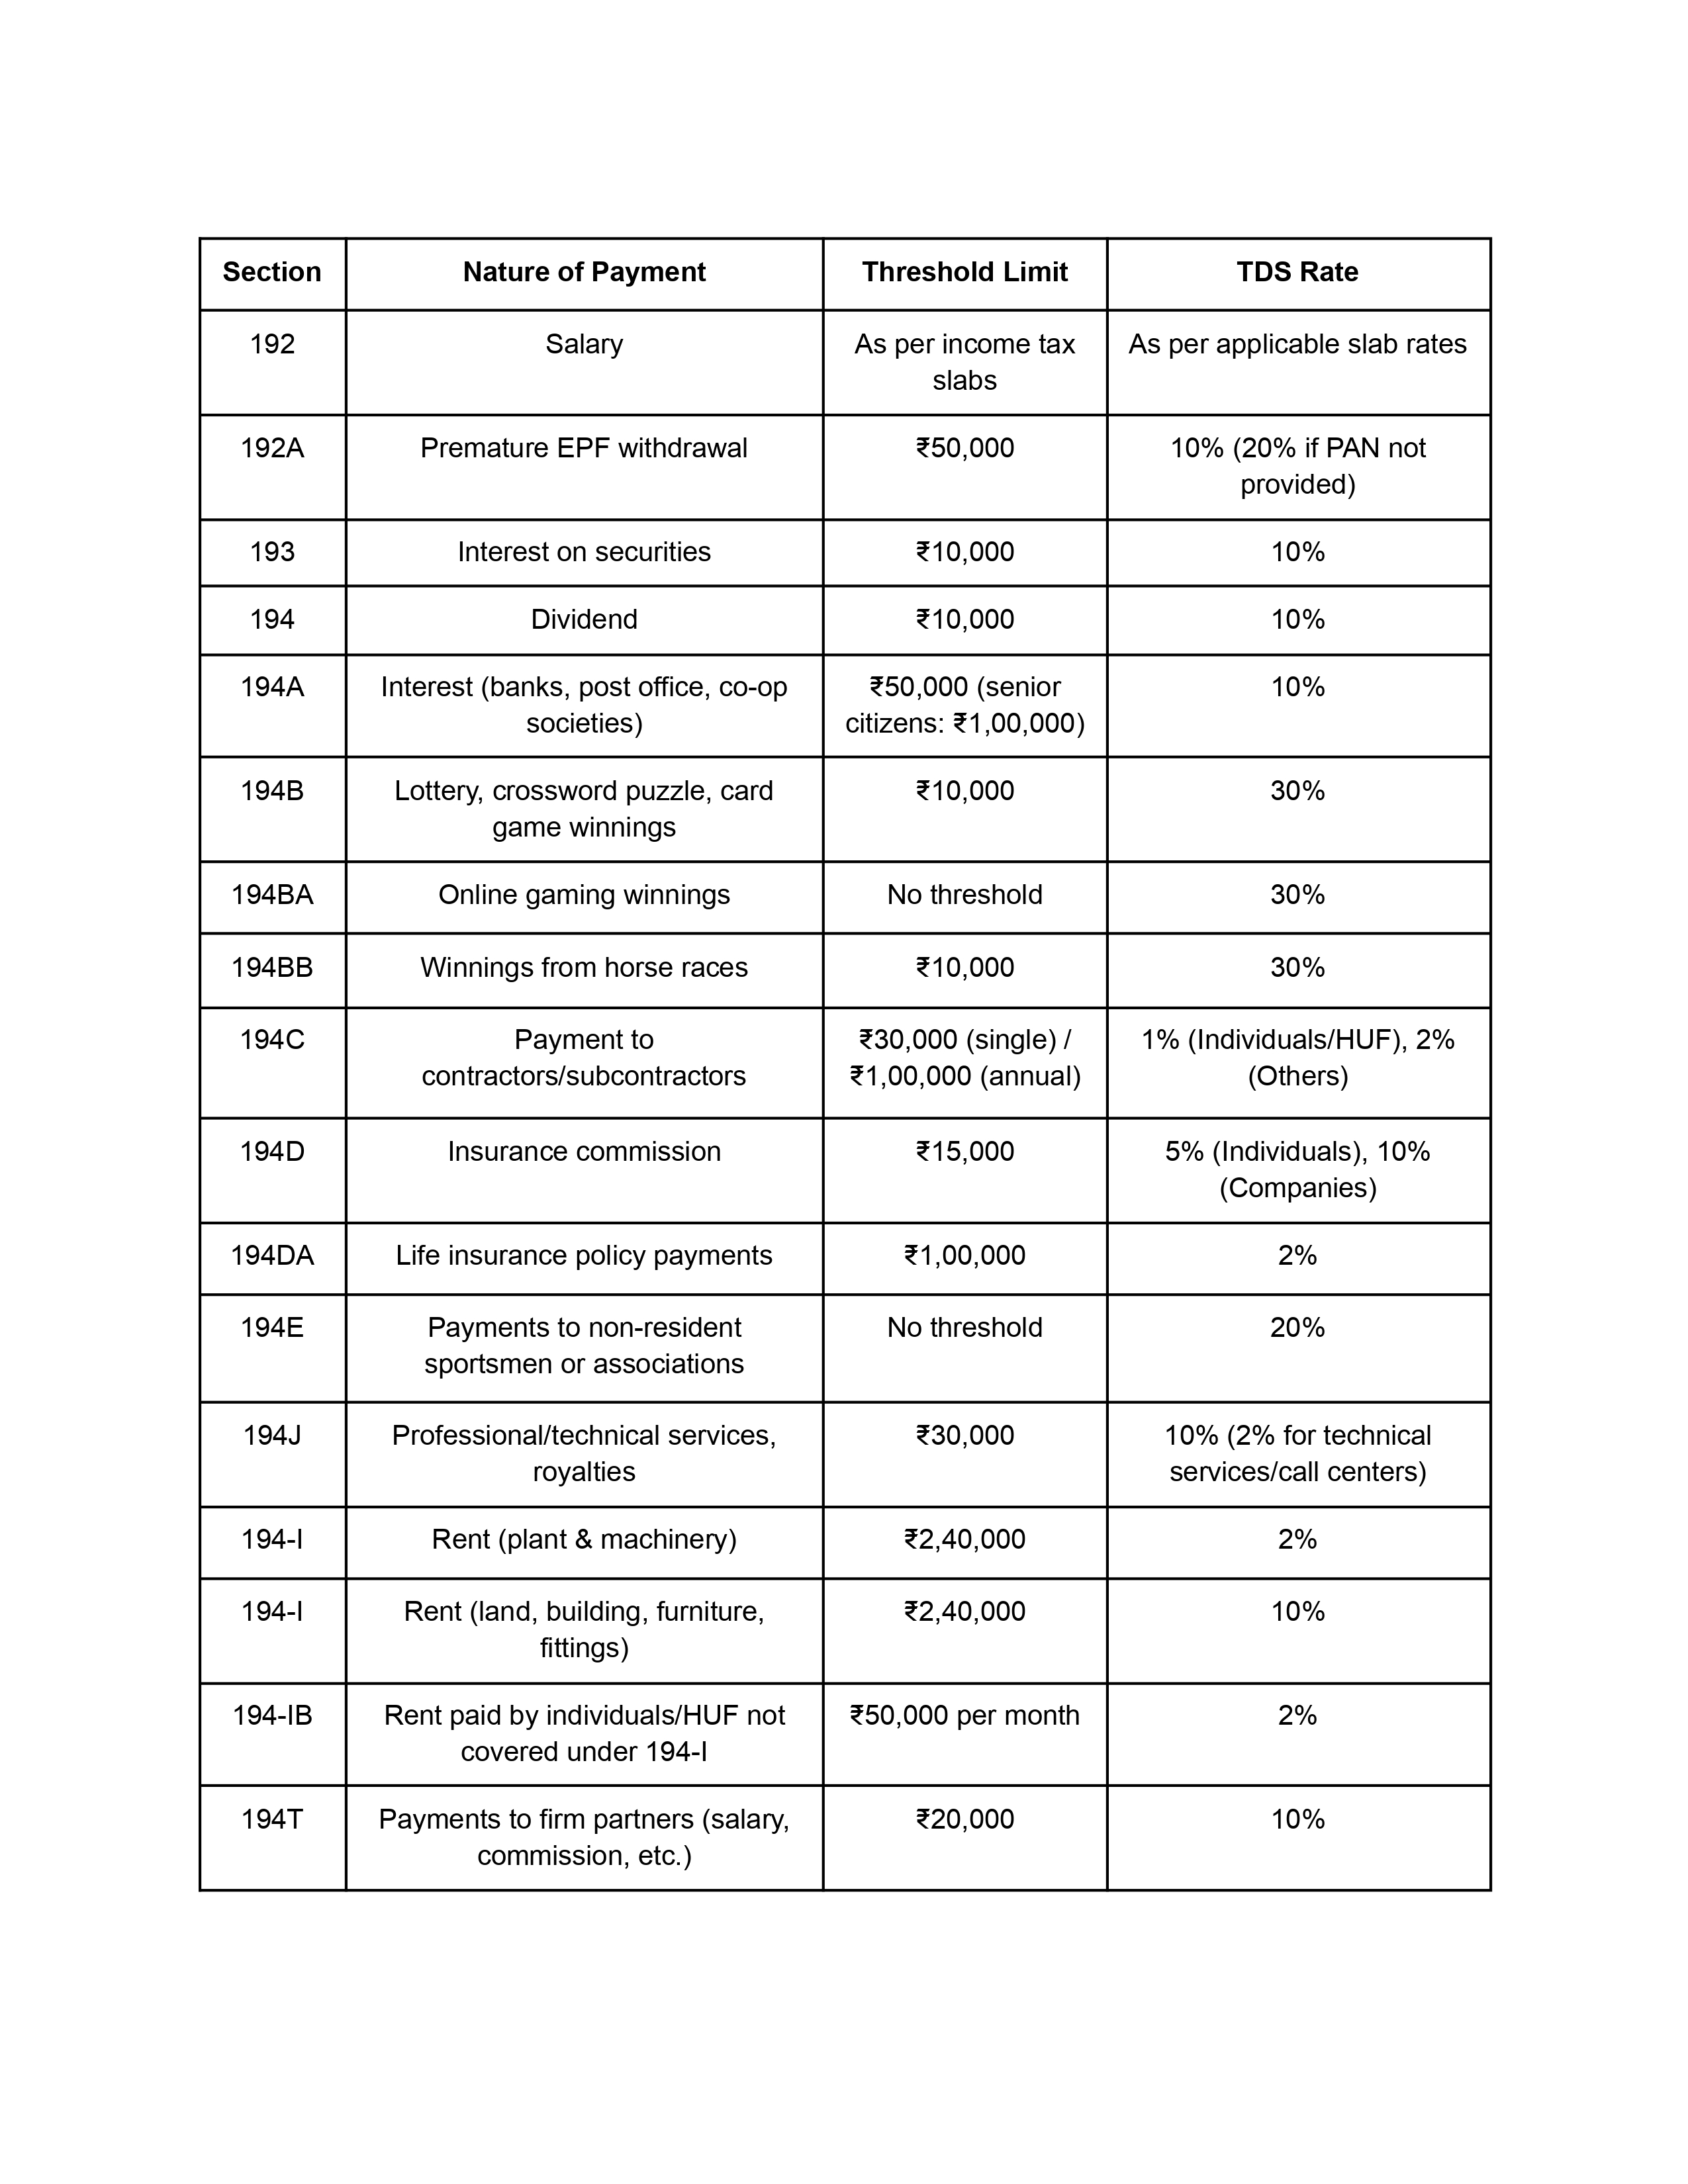 Section Nature of Payment Threshold Limit TDS Rate
192 Salary As per income tax slabs As per applicable slab rates
192A Premature EPF withdrawal ₹50,000 10% (20% if PAN not provided)
193 Interest on securities ₹10,000 10%
194 Dividend ₹10,000 10%
194A Interest (banks, post office, co-op societies) ₹50,000 (senior citizens: ₹1,00,000) 10%
194B Lottery, crossword puzzle, card game winnings ₹10,000 30%
194BA Online gaming winnings No threshold 30%
194BB Winnings from horse races ₹10,000 30%
194C Payment to contractors/subcontractors ₹30,000 (single) / ₹1,00,000 (annual) 1% (Individuals/HUF), 2% (Others)
194D Insurance commission ₹15,000 5% (Individuals), 10% (Companies)
194DA Life insurance policy payments ₹1,00,000 2%
194E Payments to non-resident sportsmen or associations No threshold 20%
194J Professional/technical services, royalties ₹30,000 10% (2% for technical services/call centers)
194-I Rent (plant & machinery) ₹2,40,000 2%
194-I Rent (land, building, furniture, fittings) ₹2,40,000 10%
194-IB Rent paid by individuals/HUF not covered under 194-I ₹50,000 per month 2%
194T Payments to firm partners (salary, commission, etc.) ₹20,000 10%